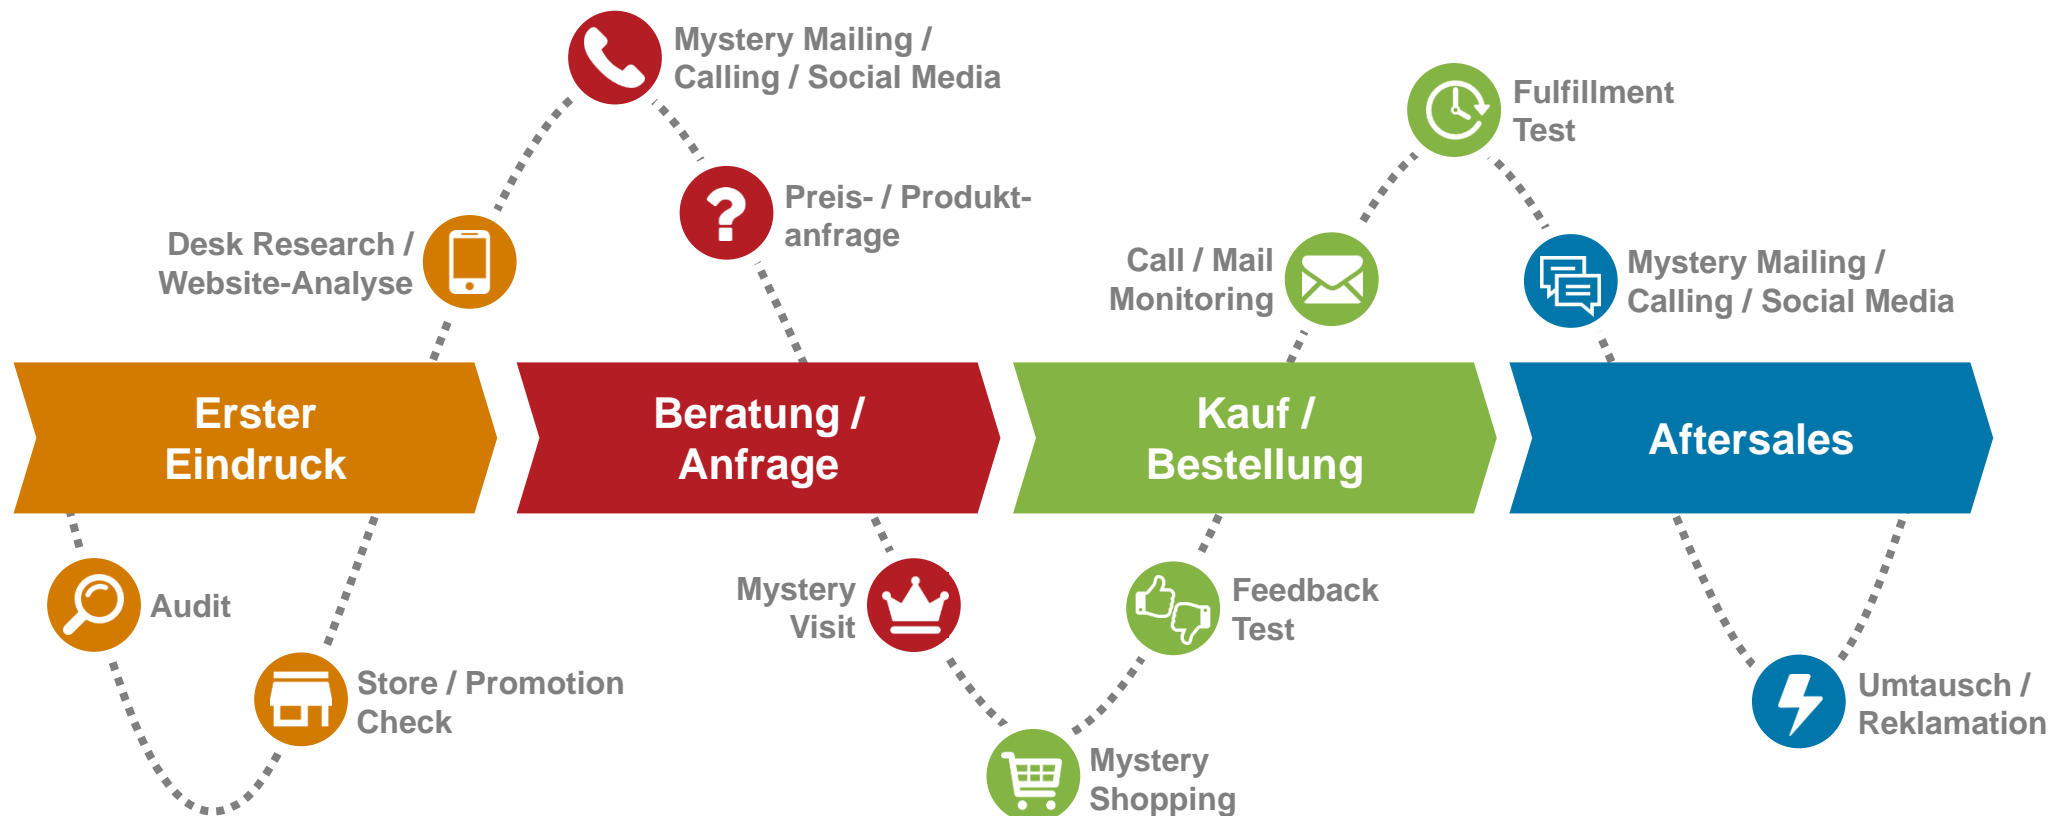 Mystery Mailing /
Calling / Social Media
Fulfillment
Test
Preis- / Produkt-
anfrage
Desk Research /
Website-Analyse
Call / Mail
Monitoring
Mystery Mailing /
Calling / Social Media
Erster
Eindruck
Beratung /
Anfrage
Kauf /
Bestellung
Aftersales
Audit
Mystery
Visit
Feedback
Test
Store / Promotion
Check
Umtausch /
Reklamation
Mystery
Shopping